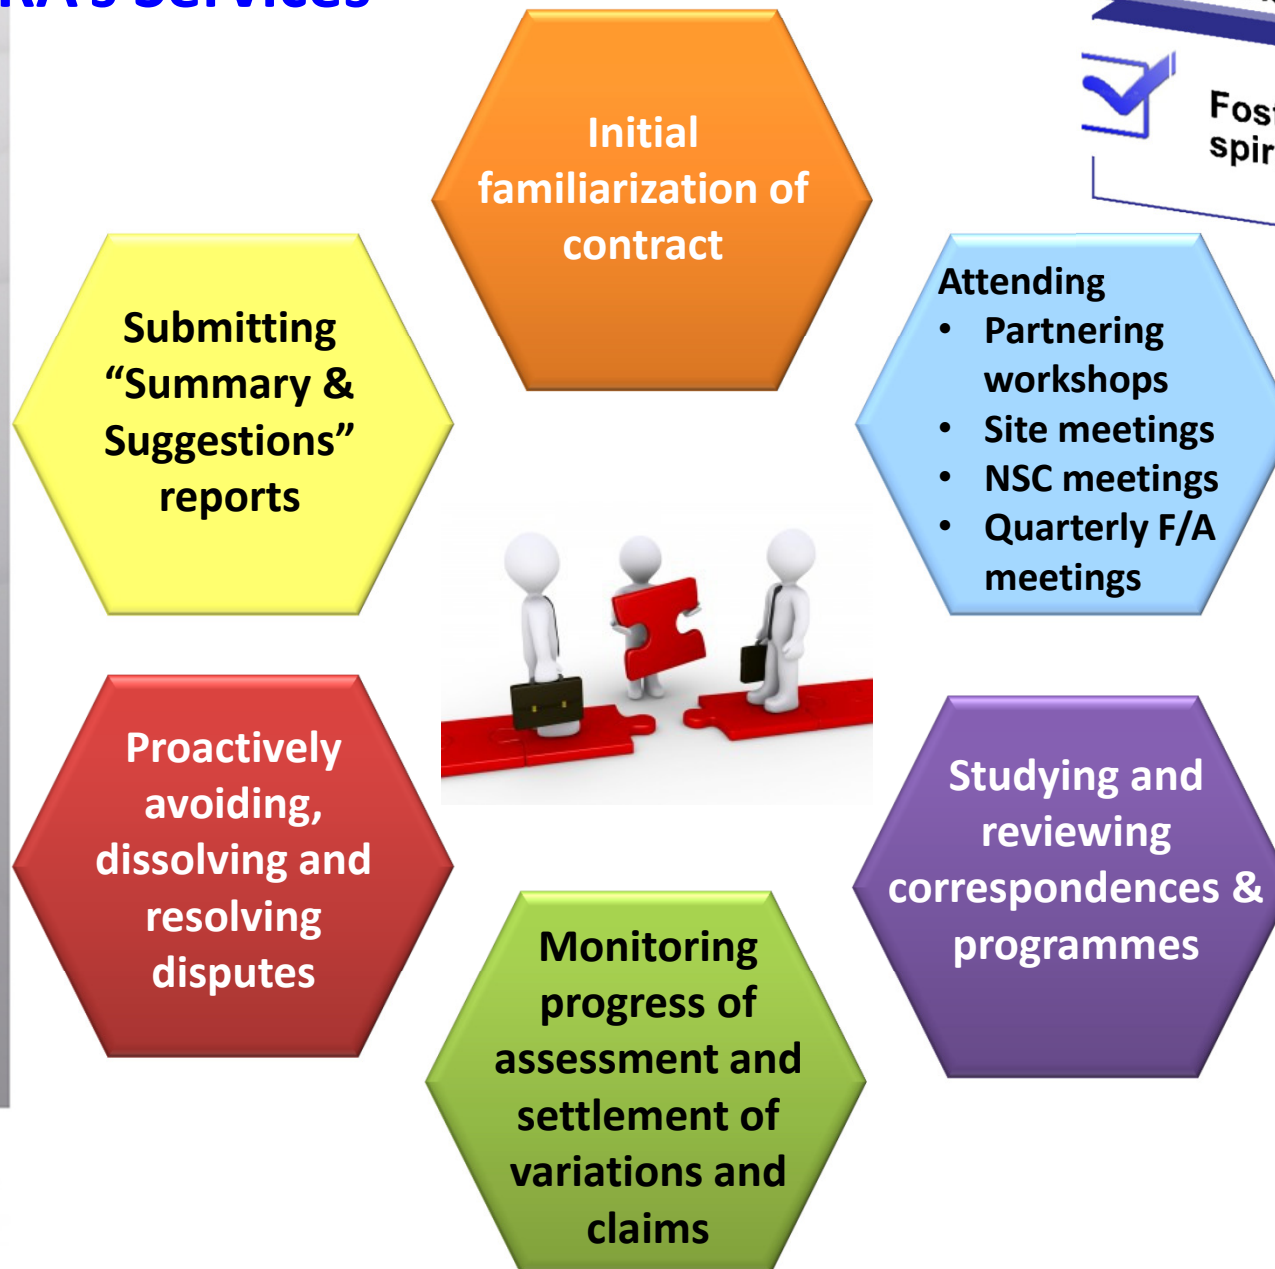 RA's Services
Initial
familiarization of
contract
Attending
• Partnering
workshops
• Site meetings
• NSC meetings
• Quarterly F/A
meetings
Studying and
reviewing
correspondences &
programmes
Monitoring
progress of
assessment and
settlement of
variations and
claims
Proactively
avoiding,
dissolving and
resolving
disputes
Submitting
“Summary &
Suggestions”
reports